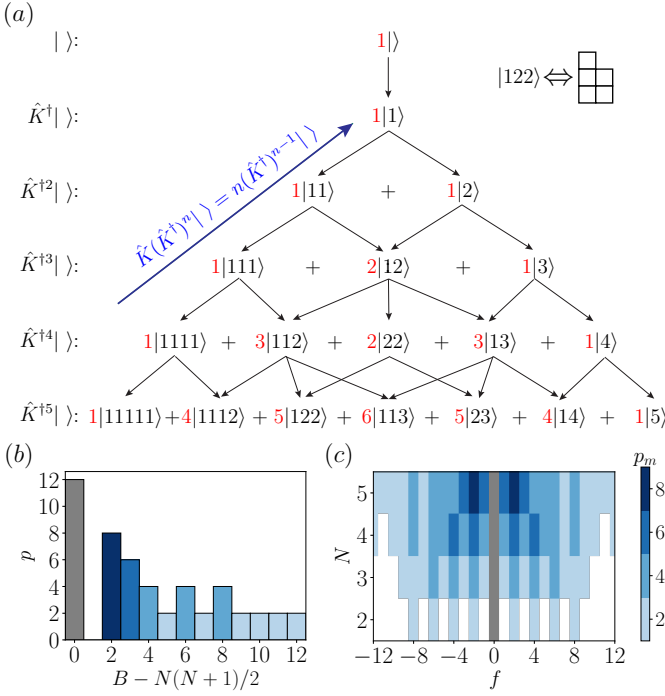 (a)
| ⟩: 1|⟩
|122⟩⇔
K̂†| ⟩: 1|1⟩
K̂†2| ⟩: 1|11⟩ + 1|2⟩
K̂(K̂†)ⁿ| ⟩ = n(K̂†)ⁿ⁻¹| ⟩
K̂†3| ⟩: 1|111⟩ + 2|12⟩ + 1|3⟩
K̂†4| ⟩: 1|1111⟩ + 3|112⟩ + 2|22⟩ + 3|13⟩ + 1|4⟩
K̂†5| ⟩: 1|11111⟩+4|1112⟩ + 5|122⟩ + 6|113⟩ + 5|23⟩ + 4|14⟩ + 1|5⟩
(b)
12
10
8
6
4
2
0
p
0 2 4 6 8 10 12
B − N(N + 1)/2
(c)
5
4
3
2
N
−12 −8 −4 0 4 8 12
f
pₘ
8
6
4
2